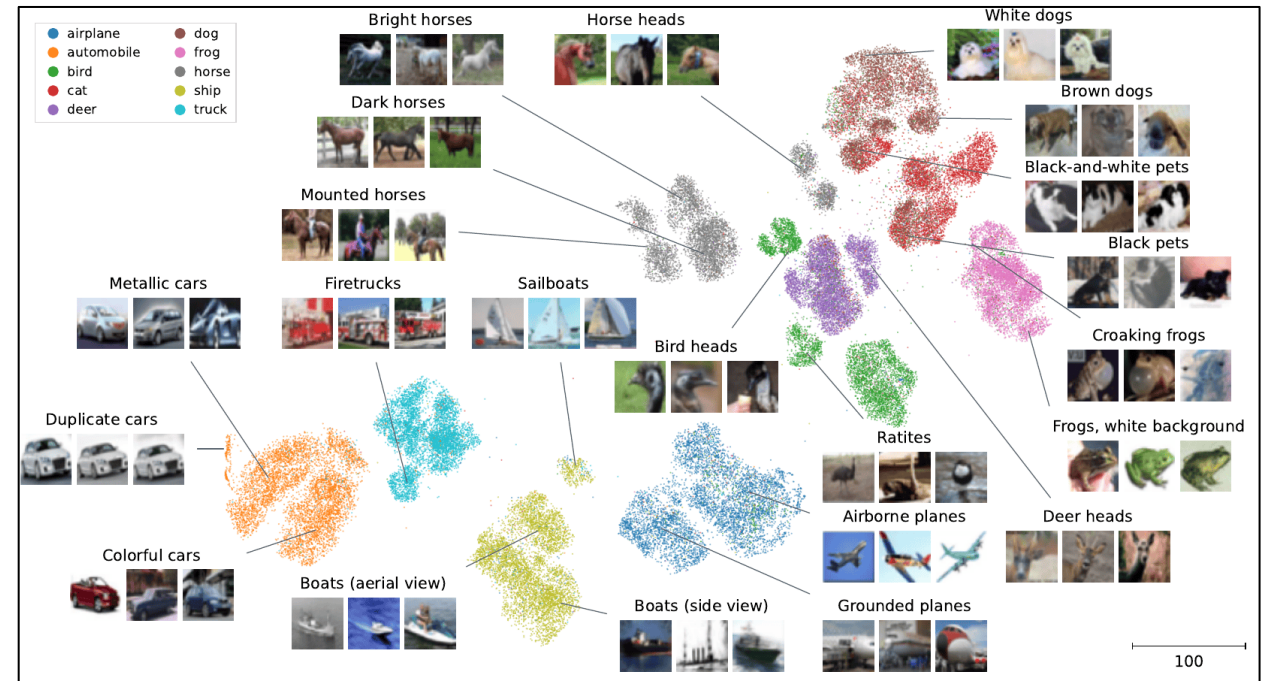 airplane
automobile
bird
cat
deer
dog
frog
horse
ship
truck
Bright horses
Horse heads
White dogs
Dark horses
Brown dogs
Mounted horses
Black-and-white pets
Black pets
Metallic cars
Firetrucks
Sailboats
Bird heads
Croaking frogs
Duplicate cars
Ratites
Frogs, white background
Airborne planes
Deer heads
Colorful cars
Boats (aerial view)
Boats (side view)
Grounded planes
100